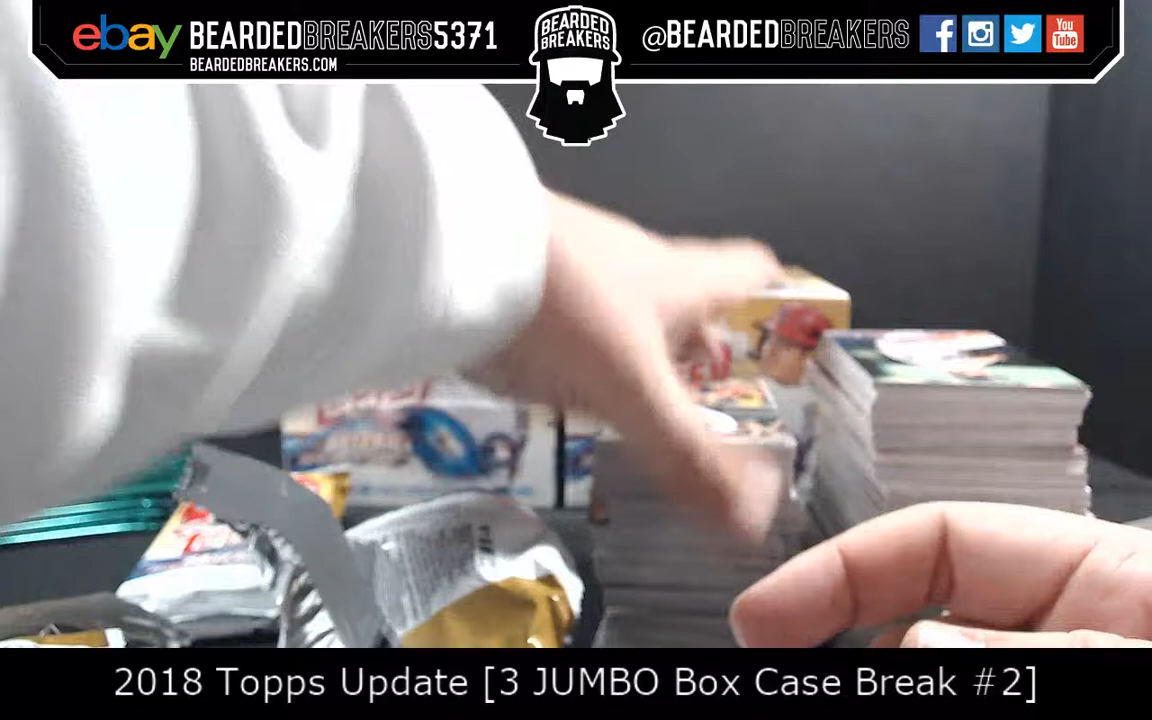 ebay BEARDEDBREAKERS5371
BEARDEDBREAKERS.COM
BEARDED
BREAKERS
@BEARDEDBREAKERS
You
Tube
2018 Topps Update [3 JUMBO Box Case Break #2]